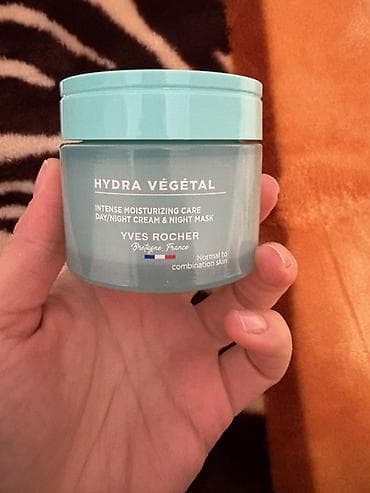 HYDRA VÉGÉTAL
INTENSE MOISTURIZING CARE
DAY/NIGHT CREAM & NIGHT MASK
YVES ROCHER
Bretagne, France
Normal to
combination skin